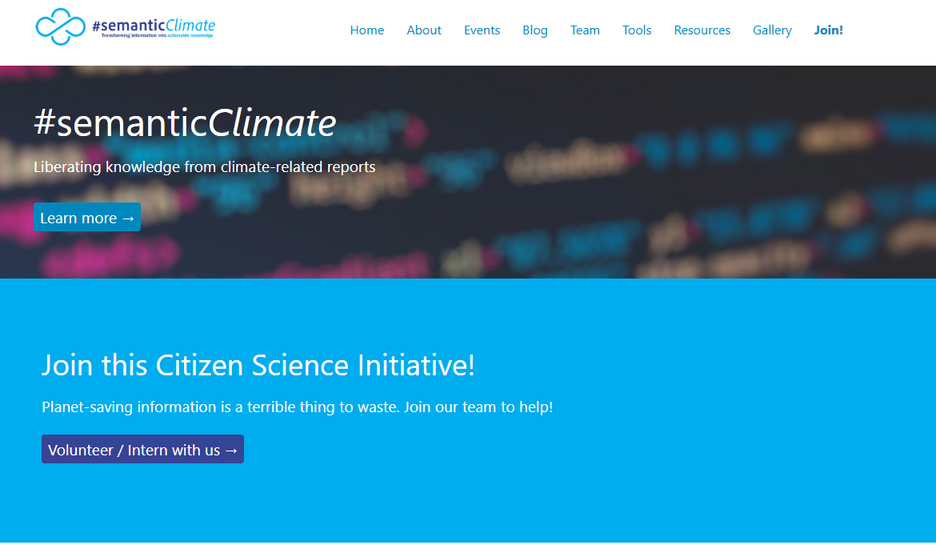 #semanticClimate
Transforming information into actionable knowledge
Home About Events Blog Team Tools Resources Gallery Join!
#semanticClimate
Liberating knowledge from climate-related reports
Learn more →
Join this Citizen Science Initiative!
Planet-saving information is a terrible thing to waste. Join our team to help!
Volunteer / Intern with us →